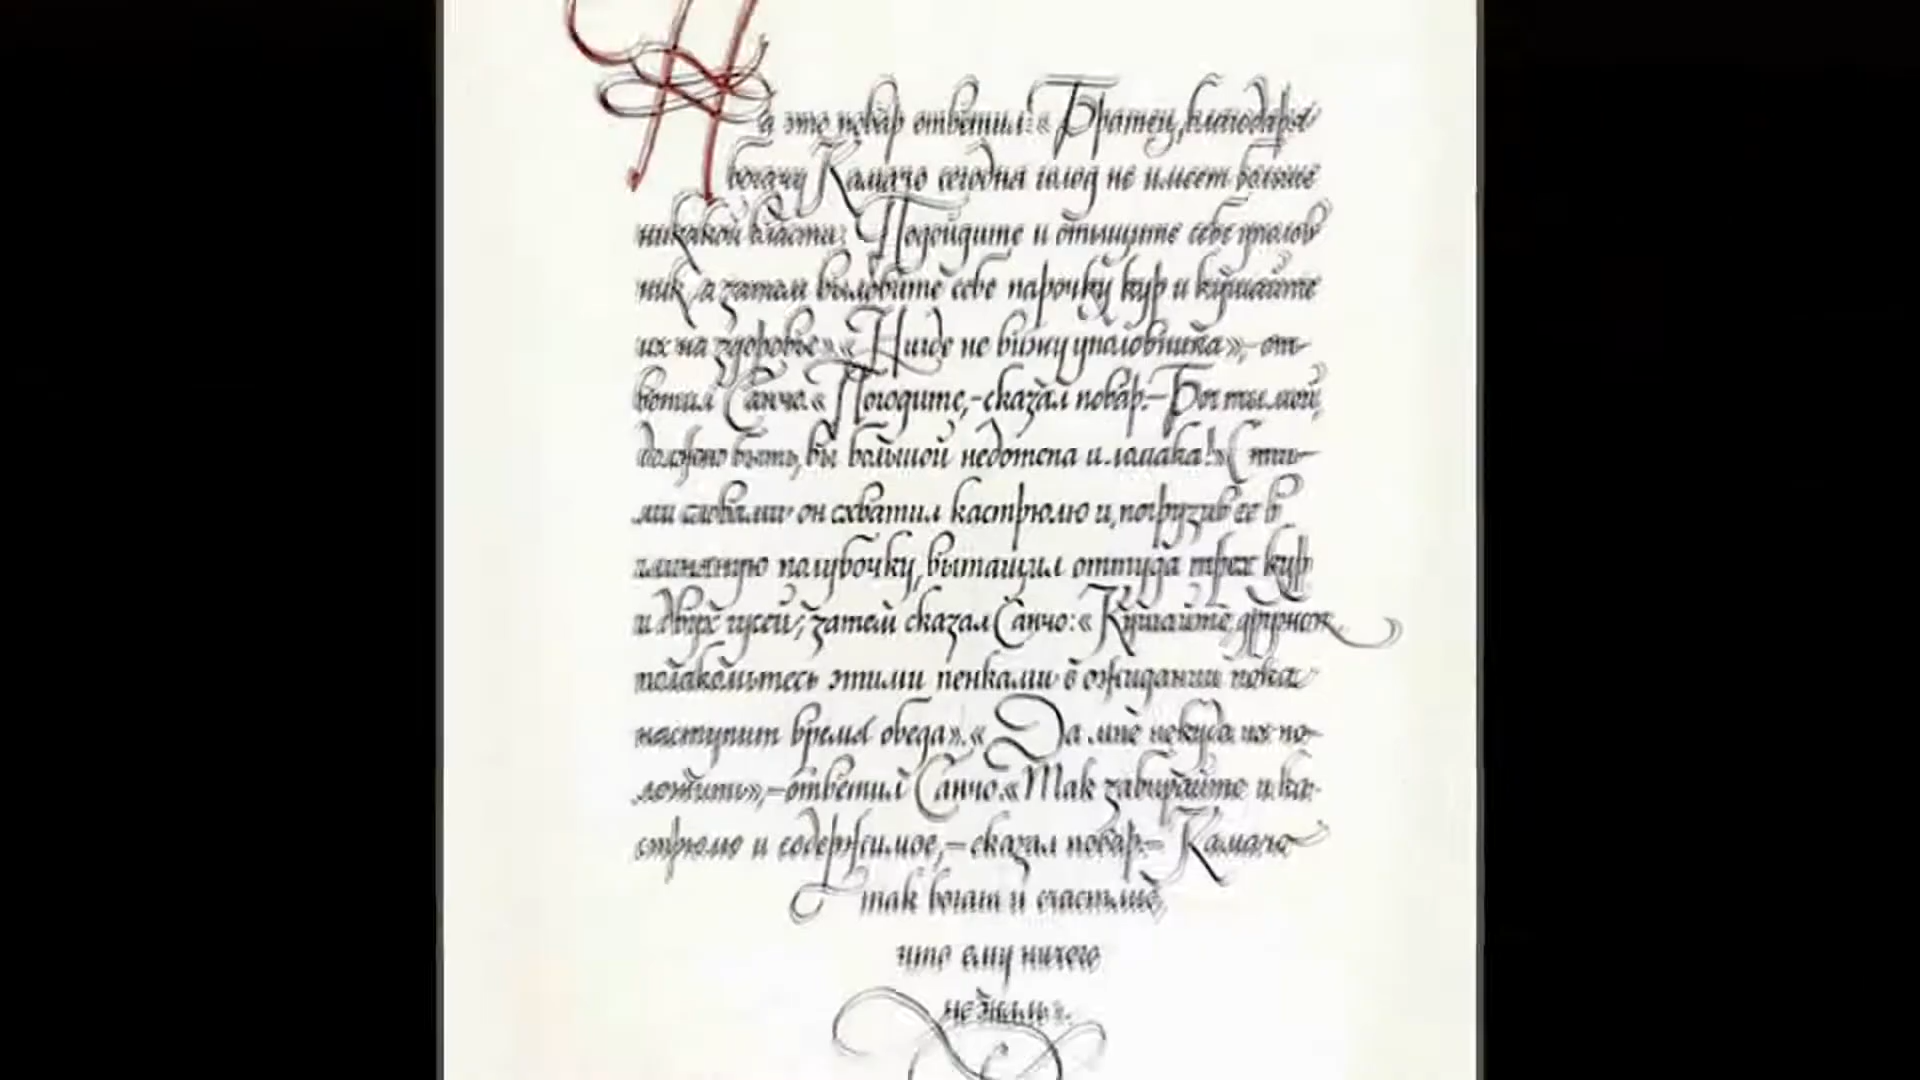 На это повар ответил: «Братец, благодаря
богачу Камачо сегодня голод не имеет больше
никакой власти. Подойдите и отыщите себе уполов-
ник, а затем выловите себе парочку кур и кушайте
их на здоровье». «Нигде не вижу уполовника», – от-
ветил Санчо. «Погодите, – сказал повар. – Бог ты мой,
должно быть, вы большой недотепа и ломака!» С эти-
ми словами он схватил кастрюлю и, погрузив ее в
глиняную полубочку, вытащил оттуда трех кур
и двух гусей; затем сказал Санчо: «Кушайте, дружок,
полакомьтесь этими пенками в ожидании пока
наступит время обеда». «Да мне некуда их по-
ложить», – ответил Санчо. «Так забирайте и ка-
стрюлю и содержимое, – сказал повар. – Камачо
так богат и счастлив,
что ему ничего
не жаль».